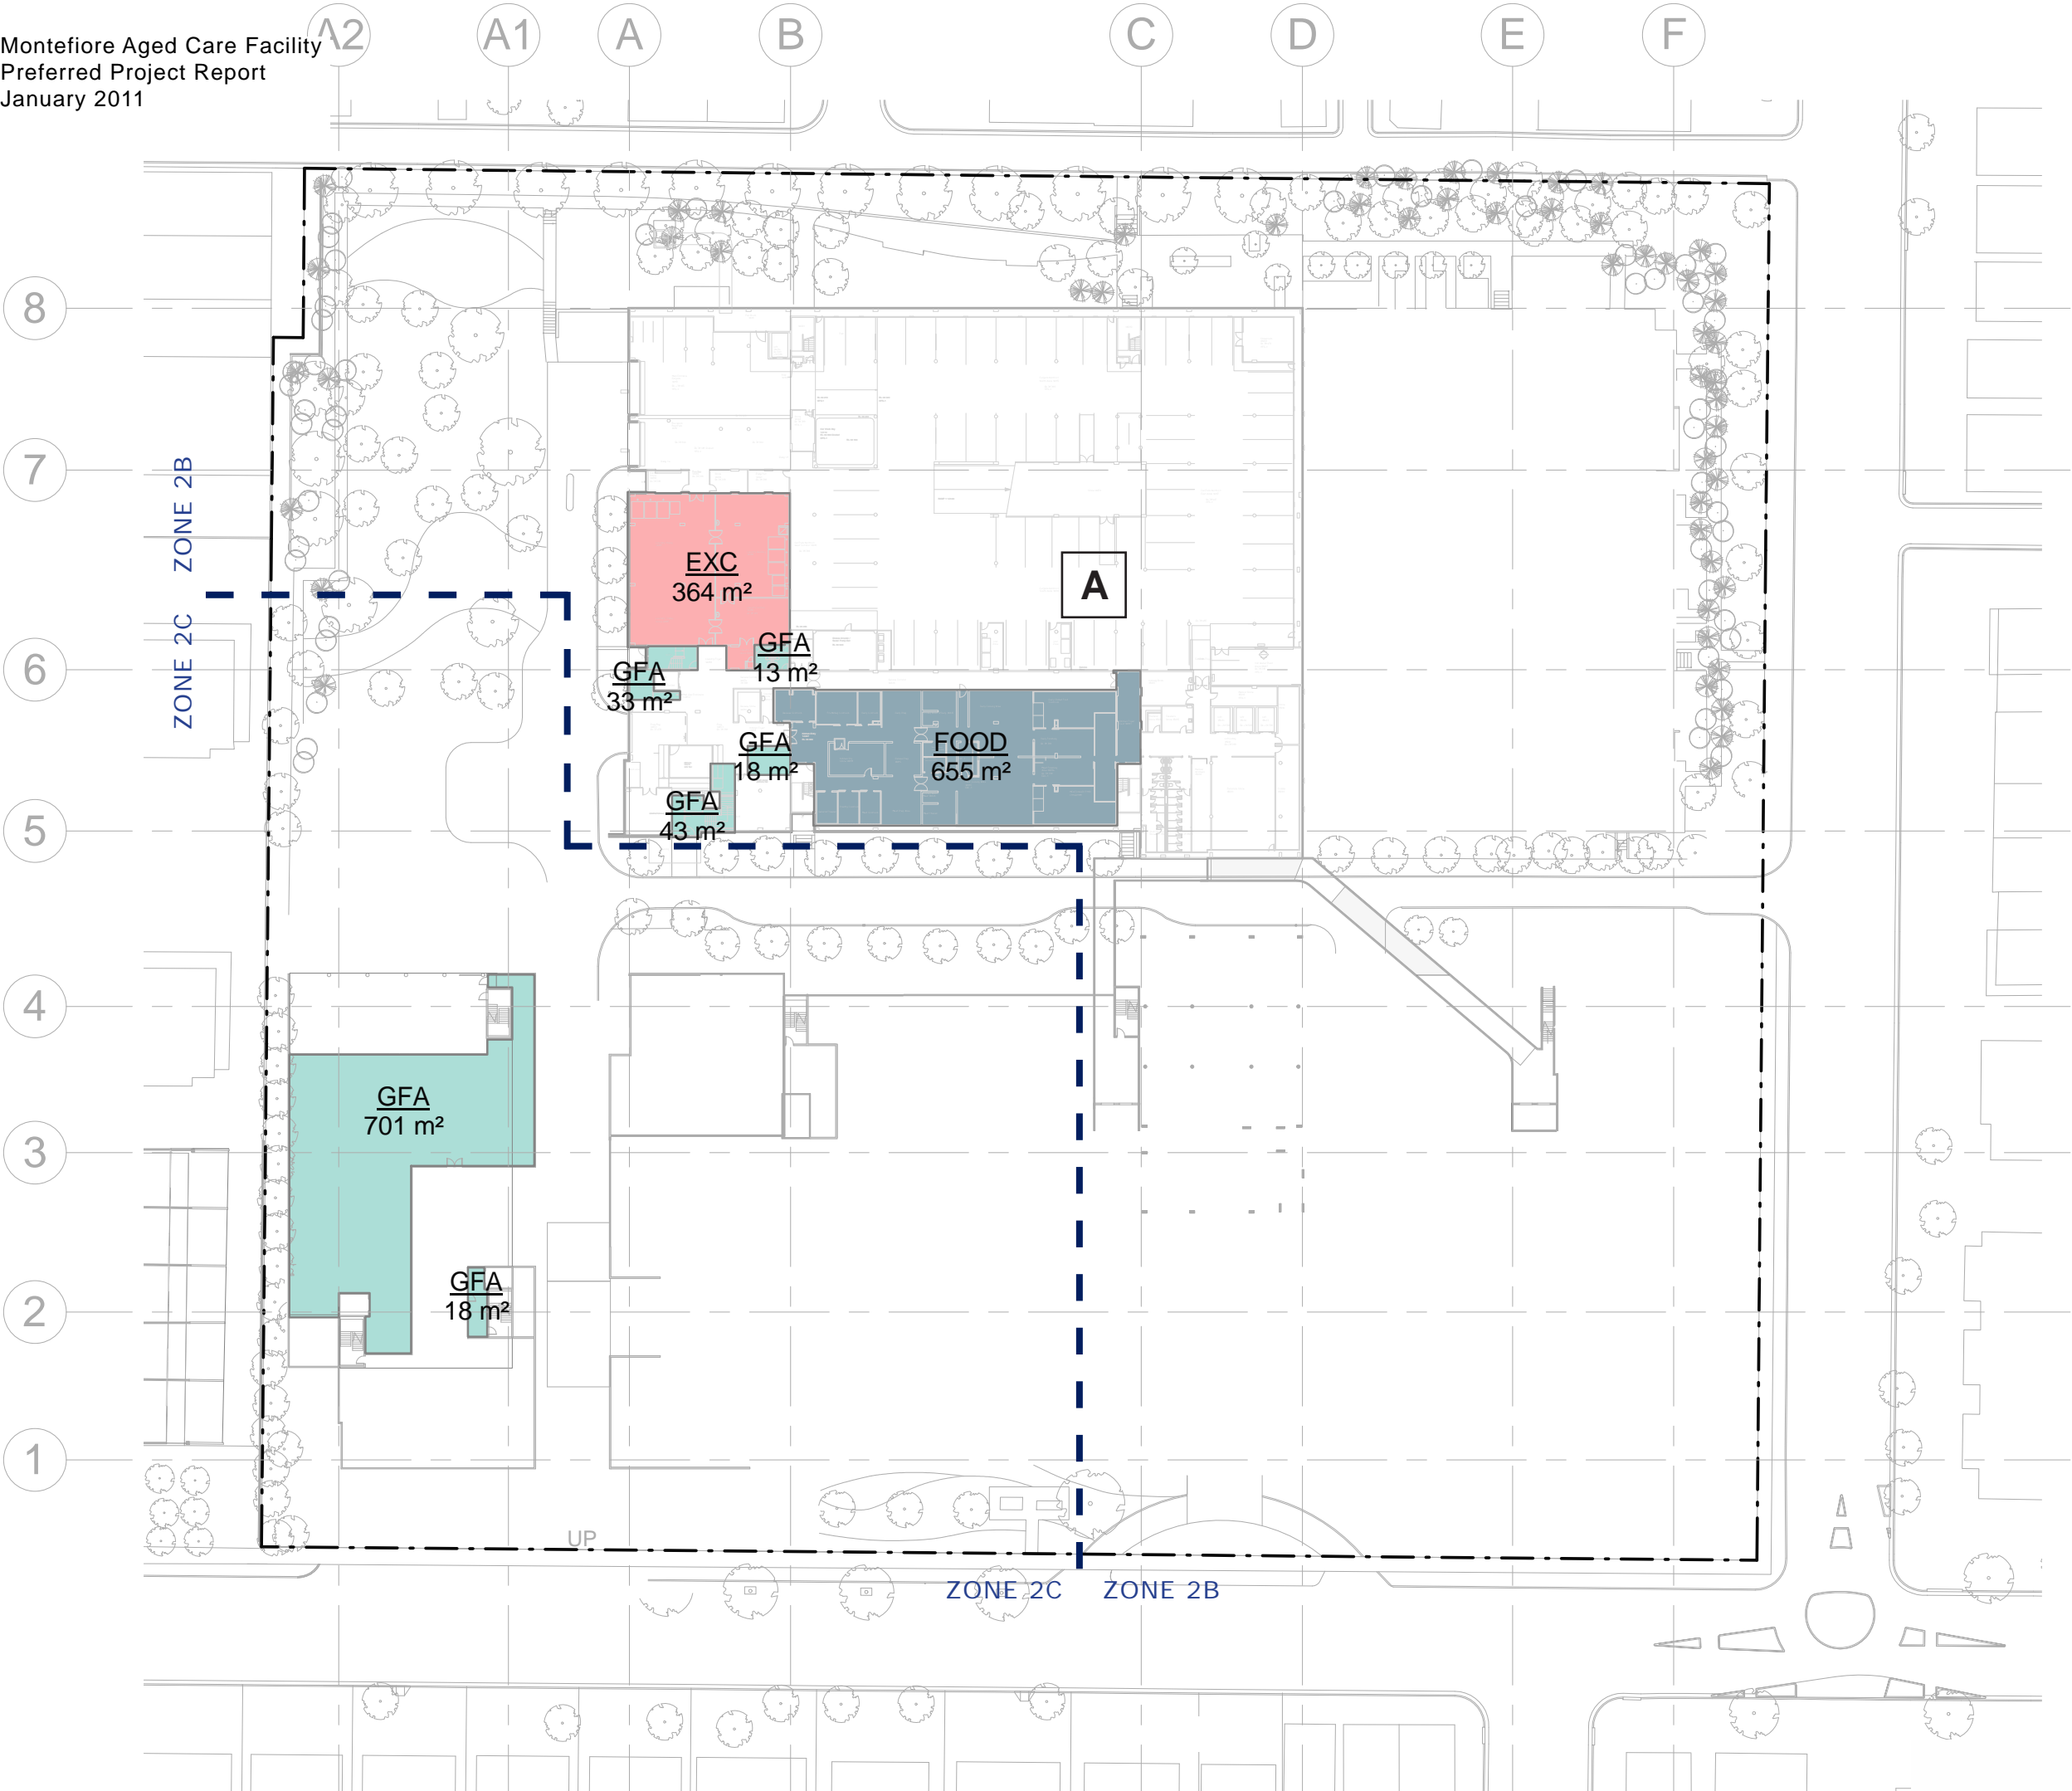 A2
A1
A
B
C
D
E
F
Montefiore Aged Care Facility
Preferred Project Report
January 2011
8
7
ZONE 2B
EXC
364 m²
A
ZONE 2C
GFA
13 m²
6
GFA
33 m²
GFA
18 m²
FOOD
655 m²
GFA
43 m²
5
4
GFA
701 m²
3
GFA
18 m²
2
1
UP
ZONE 2C
ZONE 2B